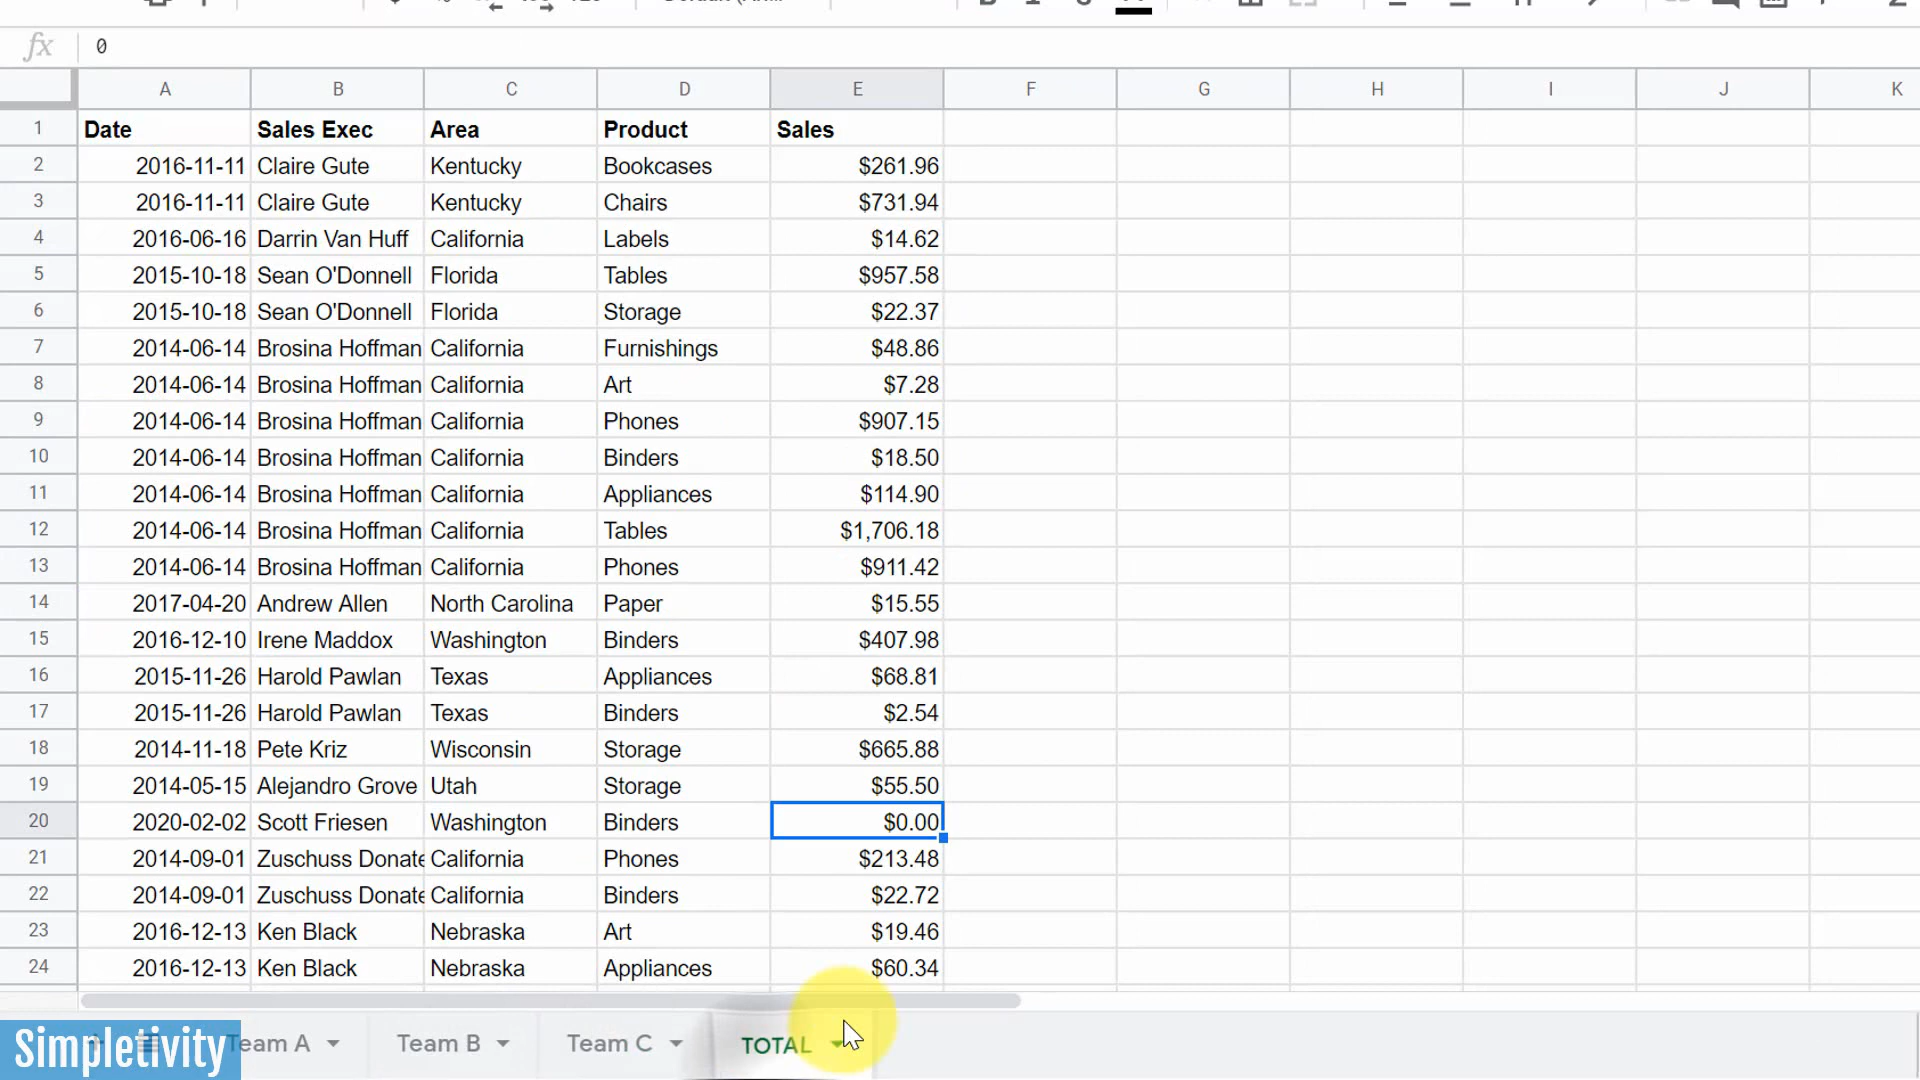 fx 0
A B C D E F G H I J K
1 Date Sales Exec Area Product Sales
2 2016-11-11 Claire Gute Kentucky Bookcases $261.96
3 2016-11-11 Claire Gute Kentucky Chairs $731.94
4 2016-06-16 Darrin Van Huff California Labels $14.62
5 2015-10-18 Sean O'Donnell Florida Tables $957.58
6 2015-10-18 Sean O'Donnell Florida Storage $22.37
7 2014-06-14 Brosina Hoffman California Furnishings $48.86
8 2014-06-14 Brosina Hoffman California Art $7.28
9 2014-06-14 Brosina Hoffman California Phones $907.15
10 2014-06-14 Brosina Hoffman California Binders $18.50
11 2014-06-14 Brosina Hoffman California Appliances $114.90
12 2014-06-14 Brosina Hoffman California Tables $1,706.18
13 2014-06-14 Brosina Hoffman California Phones $911.42
14 2017-04-20 Andrew Allen North Carolina Paper $15.55
15 2016-12-10 Irene Maddox Washington Binders $407.98
16 2015-11-26 Harold Pawlan Texas Appliances $68.81
17 2015-11-26 Harold Pawlan Texas Binders $2.54
18 2014-11-18 Pete Kriz Wisconsin Storage $665.88
19 2014-05-15 Alejandro Grove Utah Storage $55.50
20 2020-02-02 Scott Friesen Washington Binders $0.00
21 2014-09-01 Zuschuss Donate California Phones $213.48
22 2014-09-01 Zuschuss Donate California Binders $22.72
23 2016-12-13 Ken Black Nebraska Art $19.46
24 2016-12-13 Ken Black Nebraska Appliances $60.34
Simpletivity Team A Team B Team C TOTAL